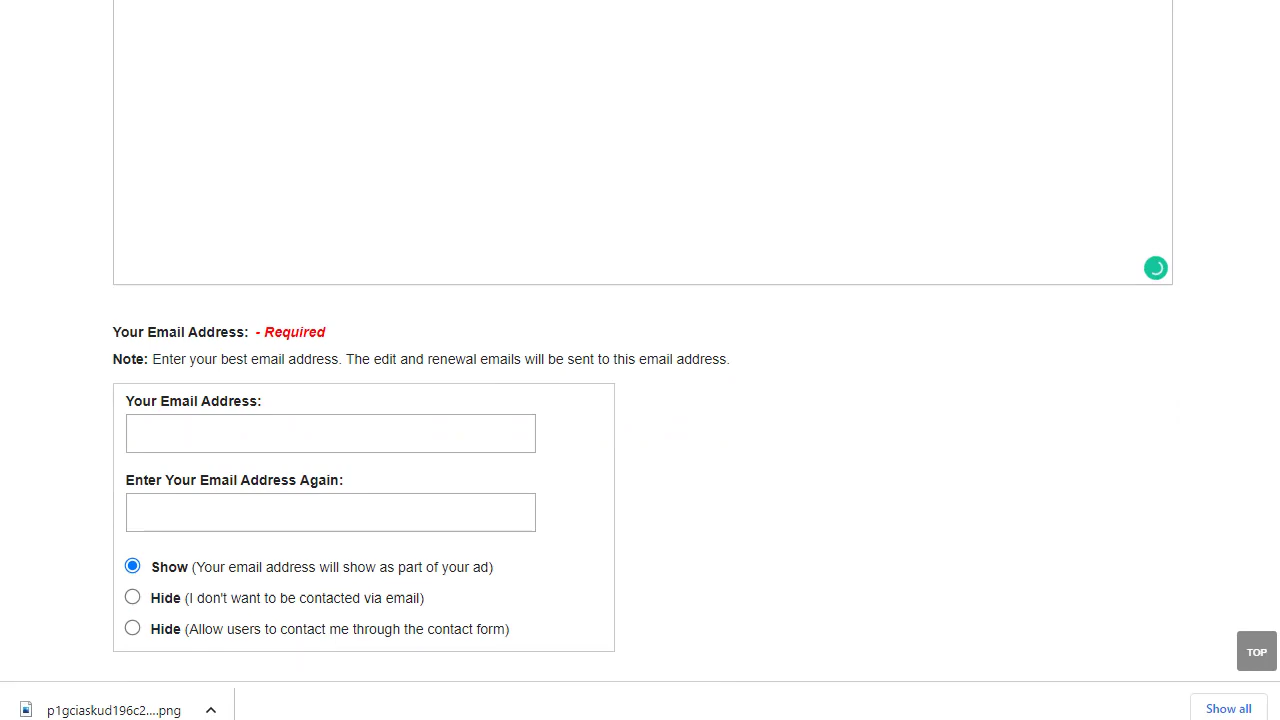 Your Email Address:  - Required
Note: Enter your best email address. The edit and renewal emails will be sent to this email address.
Your Email Address:
Enter Your Email Address Again:
Show (Your email address will show as part of your ad)
Hide (I don't want to be contacted via email)
Hide (Allow users to contact me through the contact form)
TOP
p1gciaskud196c2....png
Show all